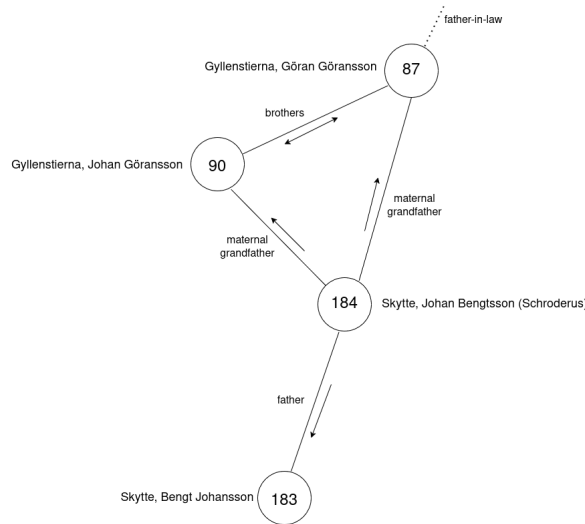 father-in-law
Gyllenstierna, Göran Göransson
87
brothers
Gyllenstierna, Johan Göransson
90
maternal
grandfather
maternal
grandfather
184
Skytte, Johan Bengtsson (Schroderus)
father
Skytte, Bengt Johansson
183